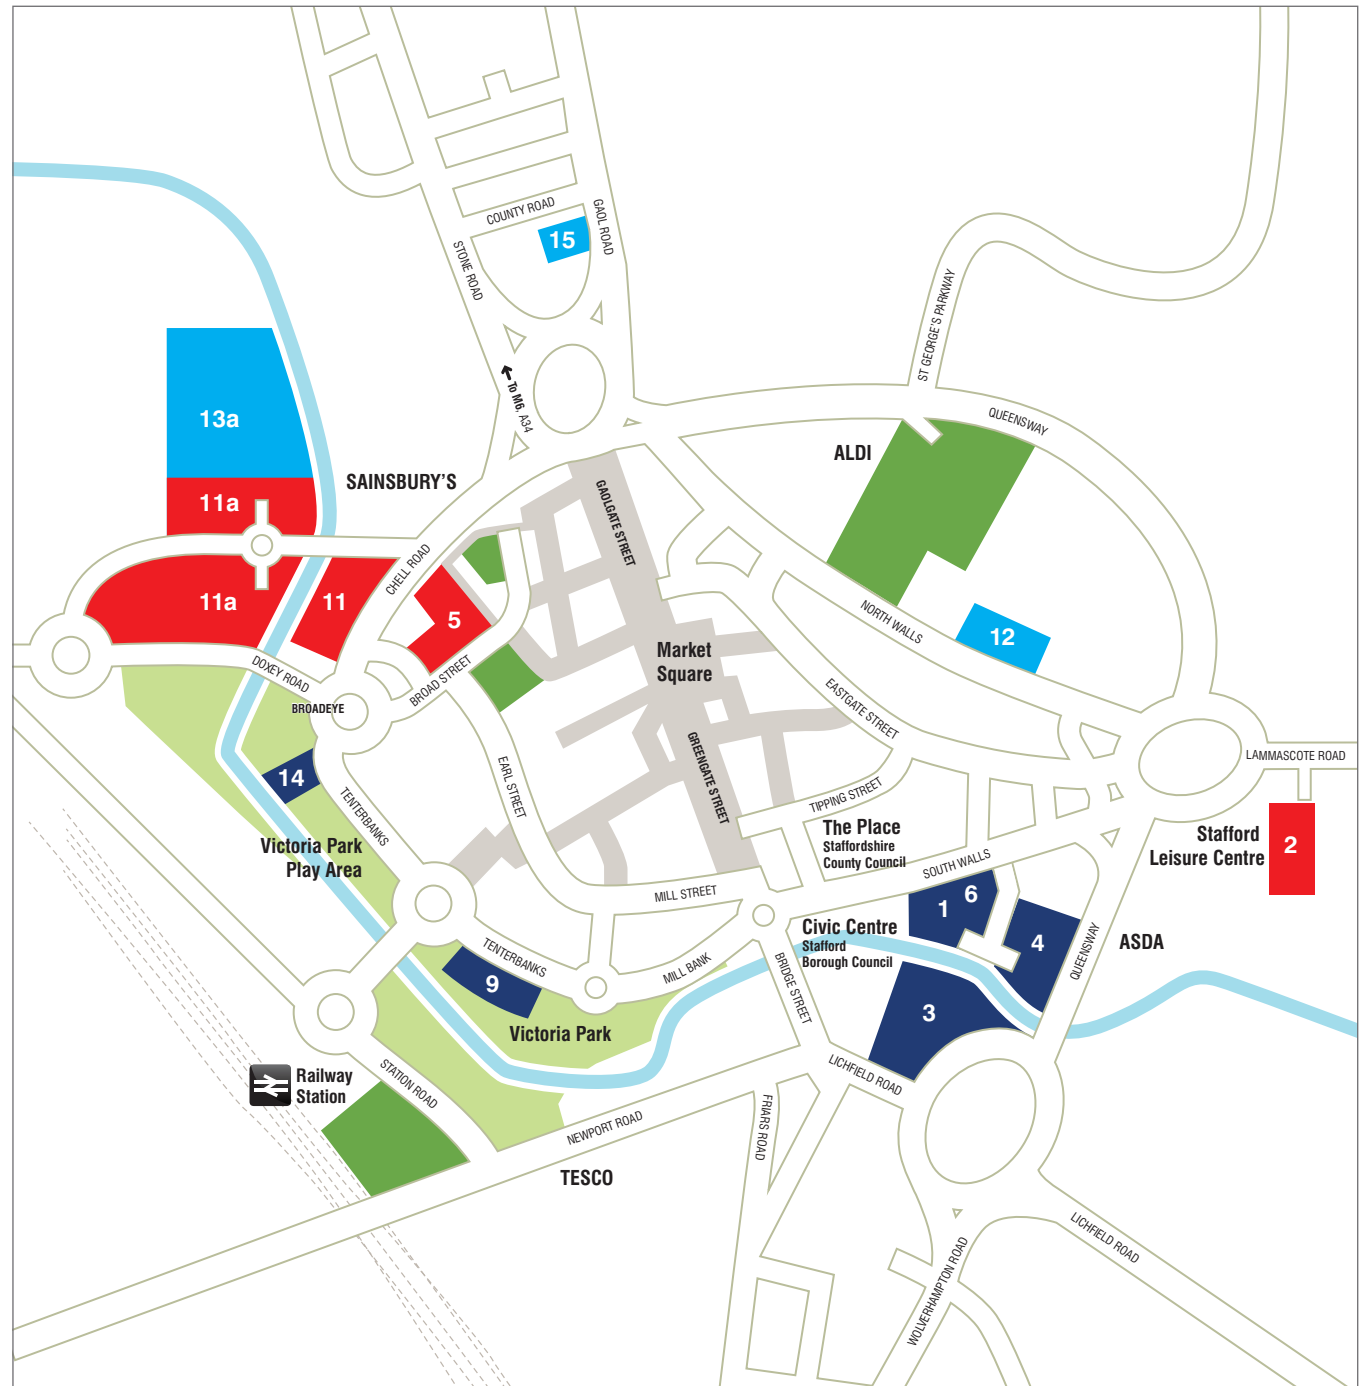 COUNTY ROAD
GAOL ROAD
15
STONE ROAD
ST GEORGE'S PARKWAY
To M6, A34
QUEENSWAY
13a
ALDI
SAINSBURY'S
11a
GAOLGATE STREET
CHELL ROAD
11a
11
5
NORTH WALLS
12
Market
Square
DOXEY ROAD
BROAD STREET
BROADEYE
EASTGATE STREET
GREENGATE STREET
LAMMASCOTE ROAD
14
EARL STREET
TIPPING STREET
TENTERBANKS
The Place
Staffordshire
County Council
Stafford
Leisure Centre
2
Victoria Park
Play Area
SOUTH WALLS
MILL STREET
1
6
Civic Centre
Stafford
Borough Council
4
ASDA
QUEENSWAY
TENTERBANKS
MILL BANK
BRIDGE STREET
9
3
Victoria Park
Railway
Station
STATION ROAD
LICHFIELD ROAD
NEWPORT ROAD
FRIARS ROAD
TESCO
LICHFIELD ROAD
WOLVERHAMPTON ROAD